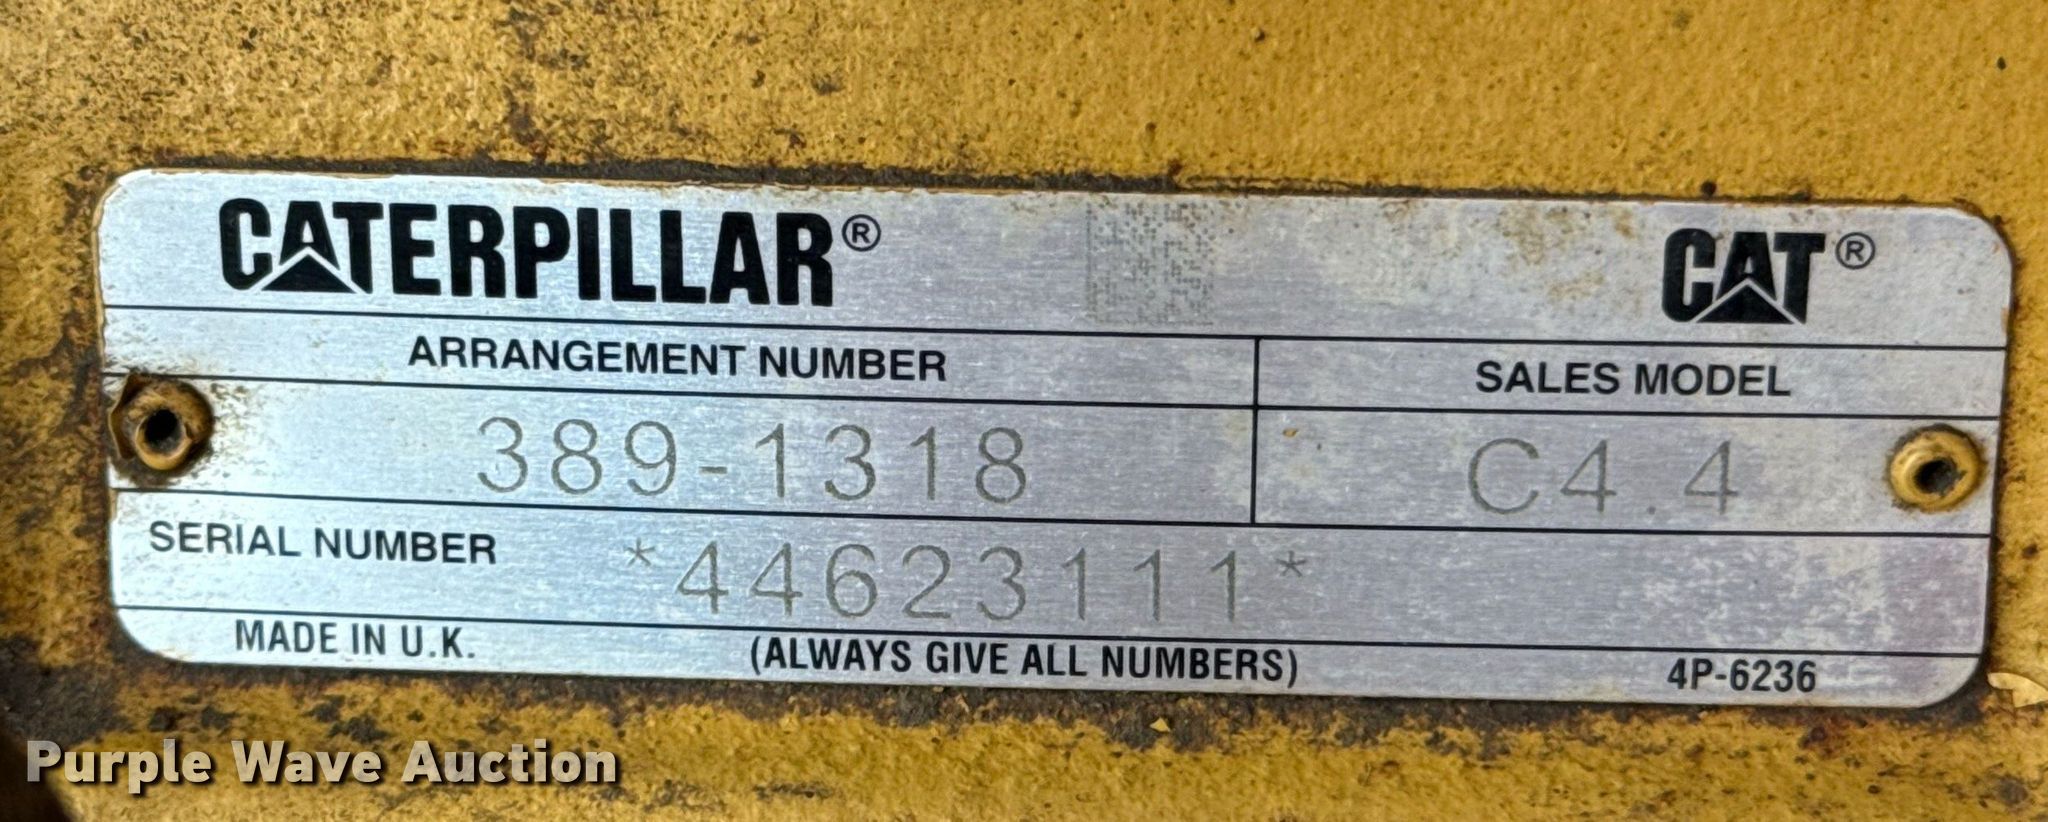 CATERPILLAR® CAT®
ARRANGEMENT NUMBER SALES MODEL
389-1318 C4.4
SERIAL NUMBER *44623111*
MADE IN U.K. (ALWAYS GIVE ALL NUMBERS) 4P-6236
Purple Wave Auction